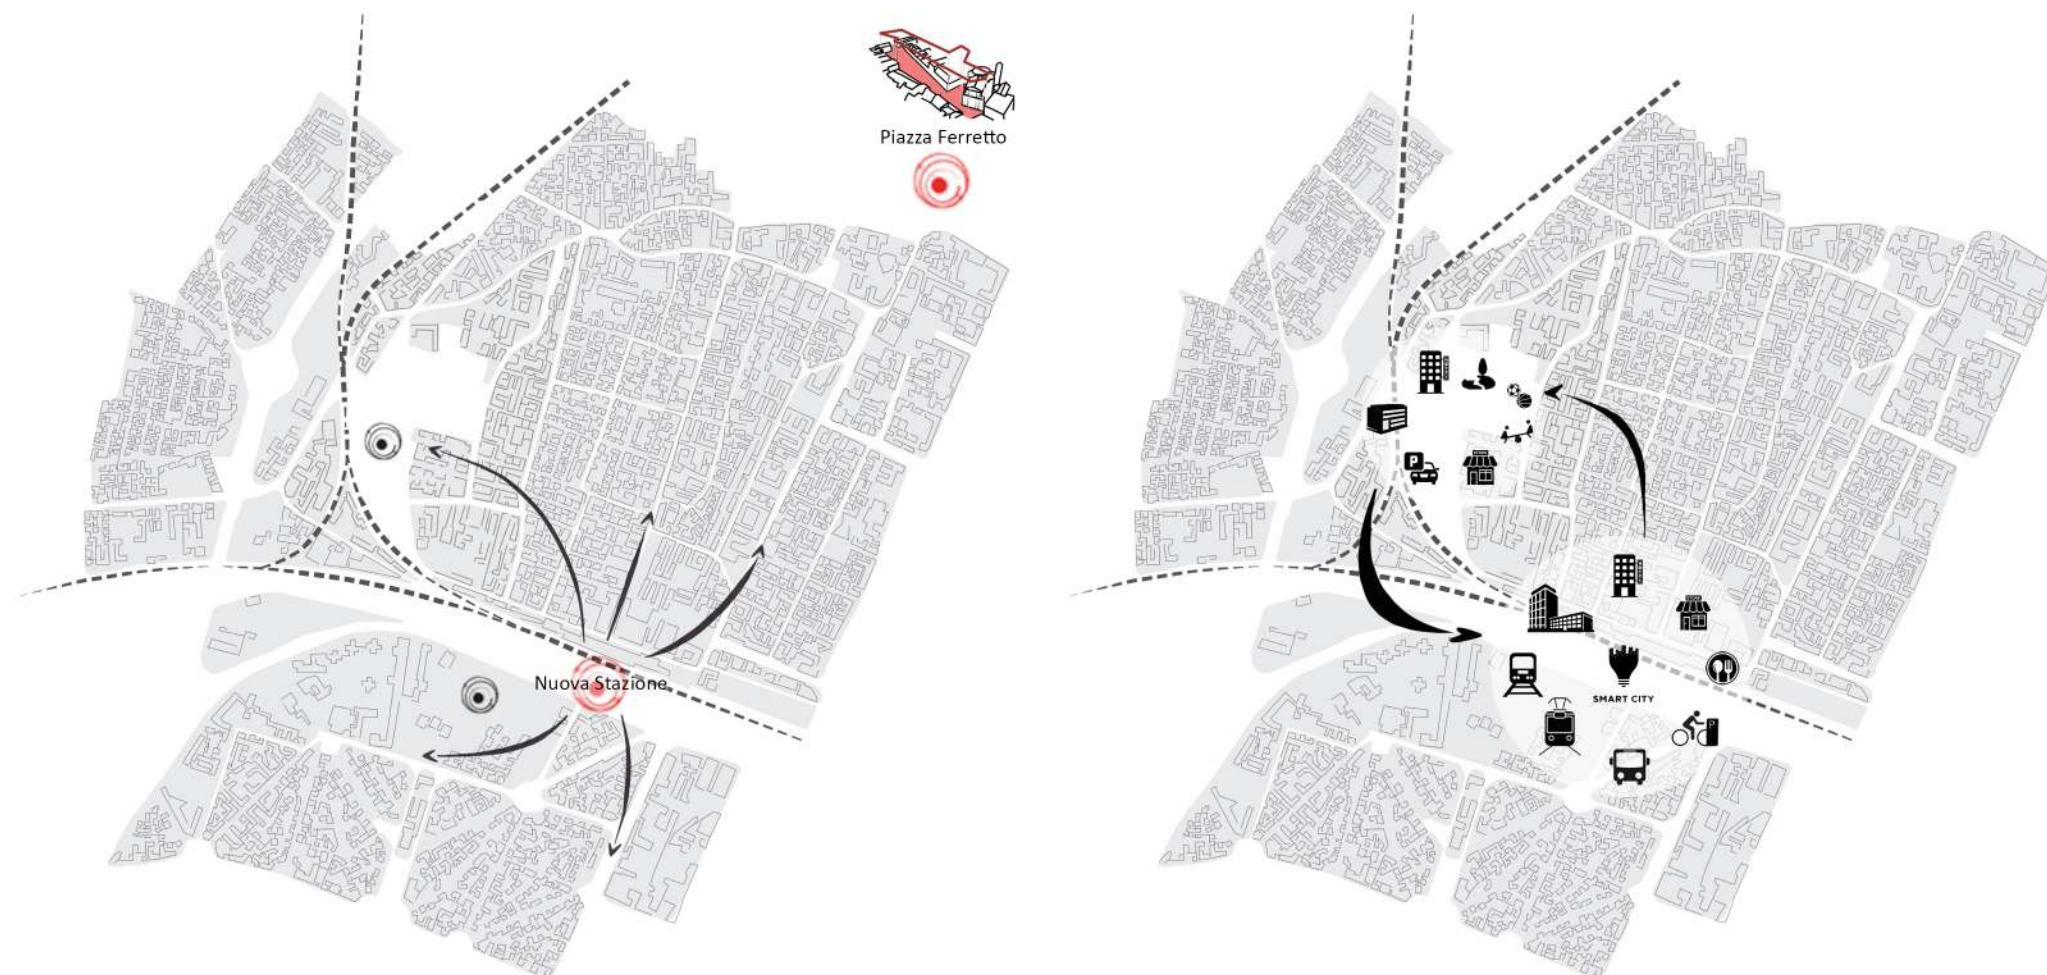 Piazza Ferretto
Nuova Stazione
P
SMART CITY
P